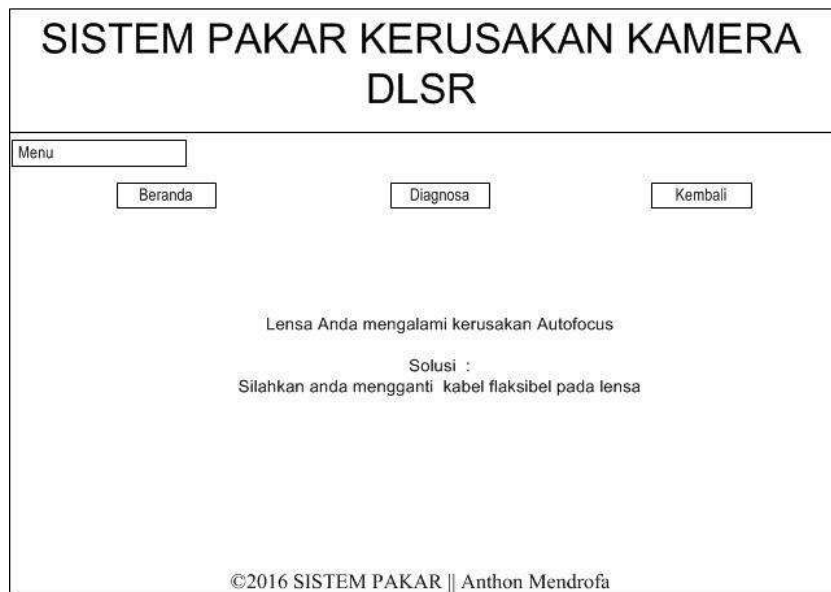 SISTEM PAKAR KERUSAKAN KAMERA
DLSR
Menu
Beranda
Diagnosa
Kembali
Lensa Anda mengalami kerusakan Autofocus
Solusi :
Silahkan anda mengganti kabel flaksibel pada lensa
©2016 SISTEM PAKAR || Anthon Mendrofa